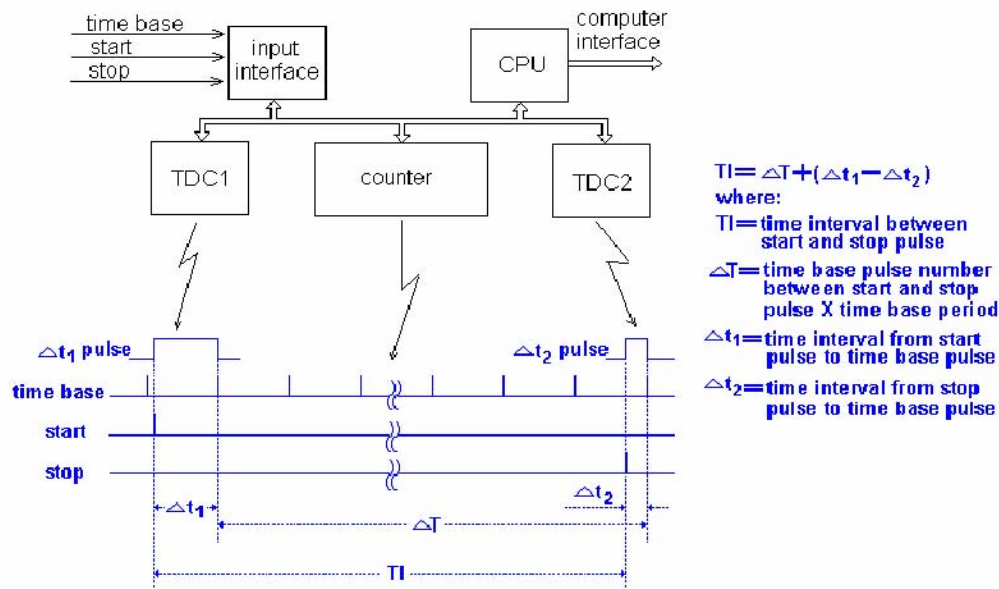 time base
start
stop
input
interface
CPU
computer
interface
TDC1
counter
TDC2
TI= △T+(△t1−△t2)
where:
TI=time interval between
start and stop pulse
△T=time base pulse number
between start and stop
pulse X time base period
△t1=time interval from start
pulse to time base pulse
△t2=time interval from stop
pulse to time base pulse
△t1 pulse
△t2 pulse
time base
start
stop
△t1
△t2
△T
TI